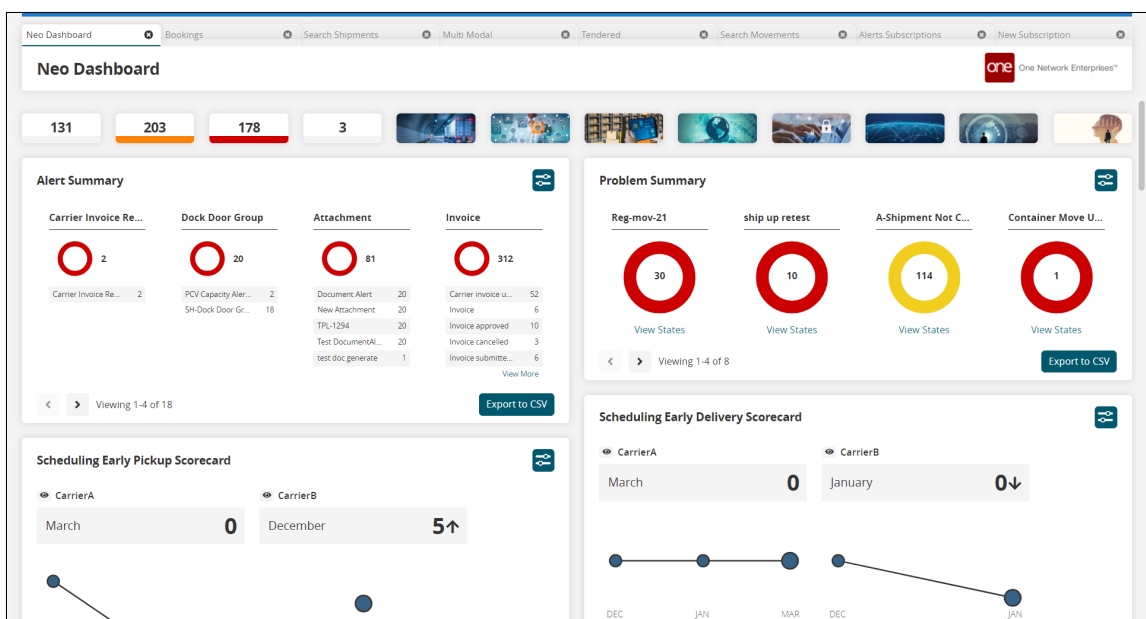 Neo Dashboard
Bookings
Search Shipments
Multi Modal
Tendered
Search Movements
Alerts Subscriptions
New Subscription
Neo Dashboard
one One Network Enterprises™
131
203
178
3
Alert Summary
Carrier Invoice Re...
2
Carrier Invoice Re... 2
Dock Door Group
20
PCV Capacity Aler... 2
SH-Dock Door Gr... 18
Attachment
81
Document Alert 20
New Attachment 20
TPL-1294 20
Test DocumentAl... 20
test doc generate 1
Invoice
312
Carrier invoice u... 52
Invoice 6
Invoice approved 10
Invoice cancelled 3
Invoice submitte... 6
View More
Viewing 1-4 of 18
Export to CSV
Problem Summary
Reg-mov-21
30
View States
ship up retest
10
View States
A-Shipment Not C...
114
View States
Container Move U...
1
View States
Viewing 1-4 of 8
Export to CSV
Scheduling Early Pickup Scorecard
CarrierA
March 0
CarrierB
December 5↑
Scheduling Early Delivery Scorecard
CarrierA
March 0
DEC JAN MAR
CarrierB
January 0↓
DEC JAN